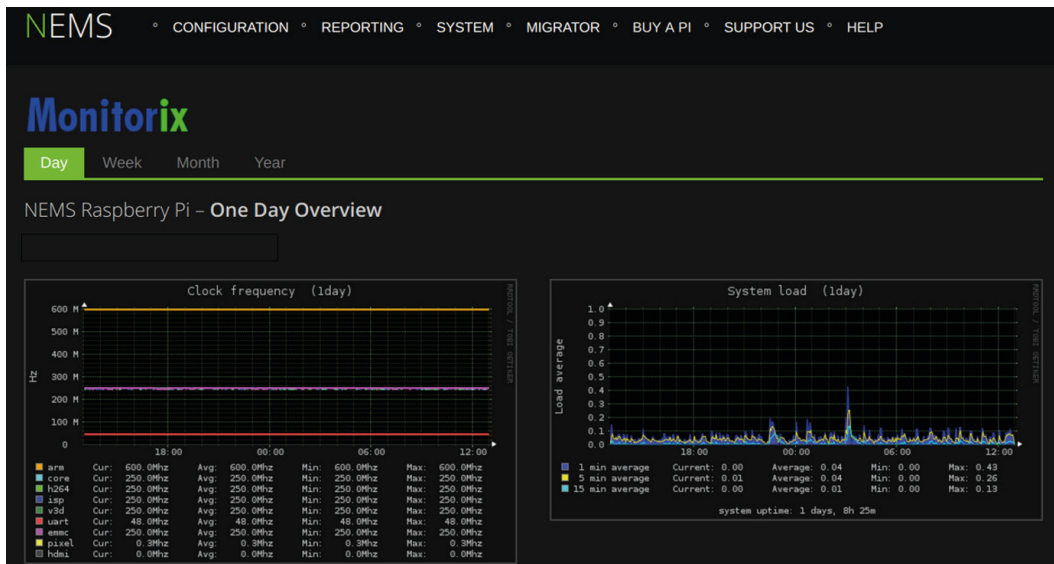 NEMS ° CONFIGURATION ° REPORTING ° SYSTEM ° MIGRATOR ° BUY A PI ° SUPPORT US ° HELP
Monitorix
Day Week Month Year
NEMS Raspberry Pi – One Day Overview
Clock frequency (1day)
RRDTOOL / TOBI OETIKER
Hz
600 M
500 M
400 M
300 M
200 M
100 M
0
18:00 00:00 06:00 12:00
arm Cur: 600.0Mhz Avg: 600.0Mhz Min: 600.0Mhz Max: 600.0Mhz
core Cur: 250.0Mhz Avg: 250.0Mhz Min: 250.0Mhz Max: 250.0Mhz
h264 Cur: 250.0Mhz Avg: 250.0Mhz Min: 250.0Mhz Max: 250.0Mhz
isp Cur: 250.0Mhz Avg: 250.0Mhz Min: 250.0Mhz Max: 250.0Mhz
v3d Cur: 250.0Mhz Avg: 250.0Mhz Min: 250.0Mhz Max: 250.0Mhz
uart Cur: 48.0Mhz Avg: 48.0Mhz Min: 48.0Mhz Max: 48.0Mhz
emmc Cur: 250.0Mhz Avg: 250.0Mhz Min: 250.0Mhz Max: 250.0Mhz
pixel Cur: 0.3Mhz Avg: 0.3Mhz Min: 0.3Mhz Max: 0.3Mhz
hdmi Cur: 0.0Mhz Avg: 0.0Mhz Min: 0.0Mhz Max: 0.0Mhz
System load (1day)
RRDTOOL / TOBI OETIKER
Load average
1.0
0.9
0.8
0.7
0.6
0.5
0.4
0.3
0.2
0.1
0.0
18:00 00:00 06:00 12:00
1 min average Current: 0.00 Average: 0.04 Min: 0.00 Max: 0.43
5 min average Current: 0.01 Average: 0.04 Min: 0.00 Max: 0.26
15 min average Current: 0.00 Average: 0.01 Min: 0.00 Max: 0.13
system uptime: 1 days, 8h 25m